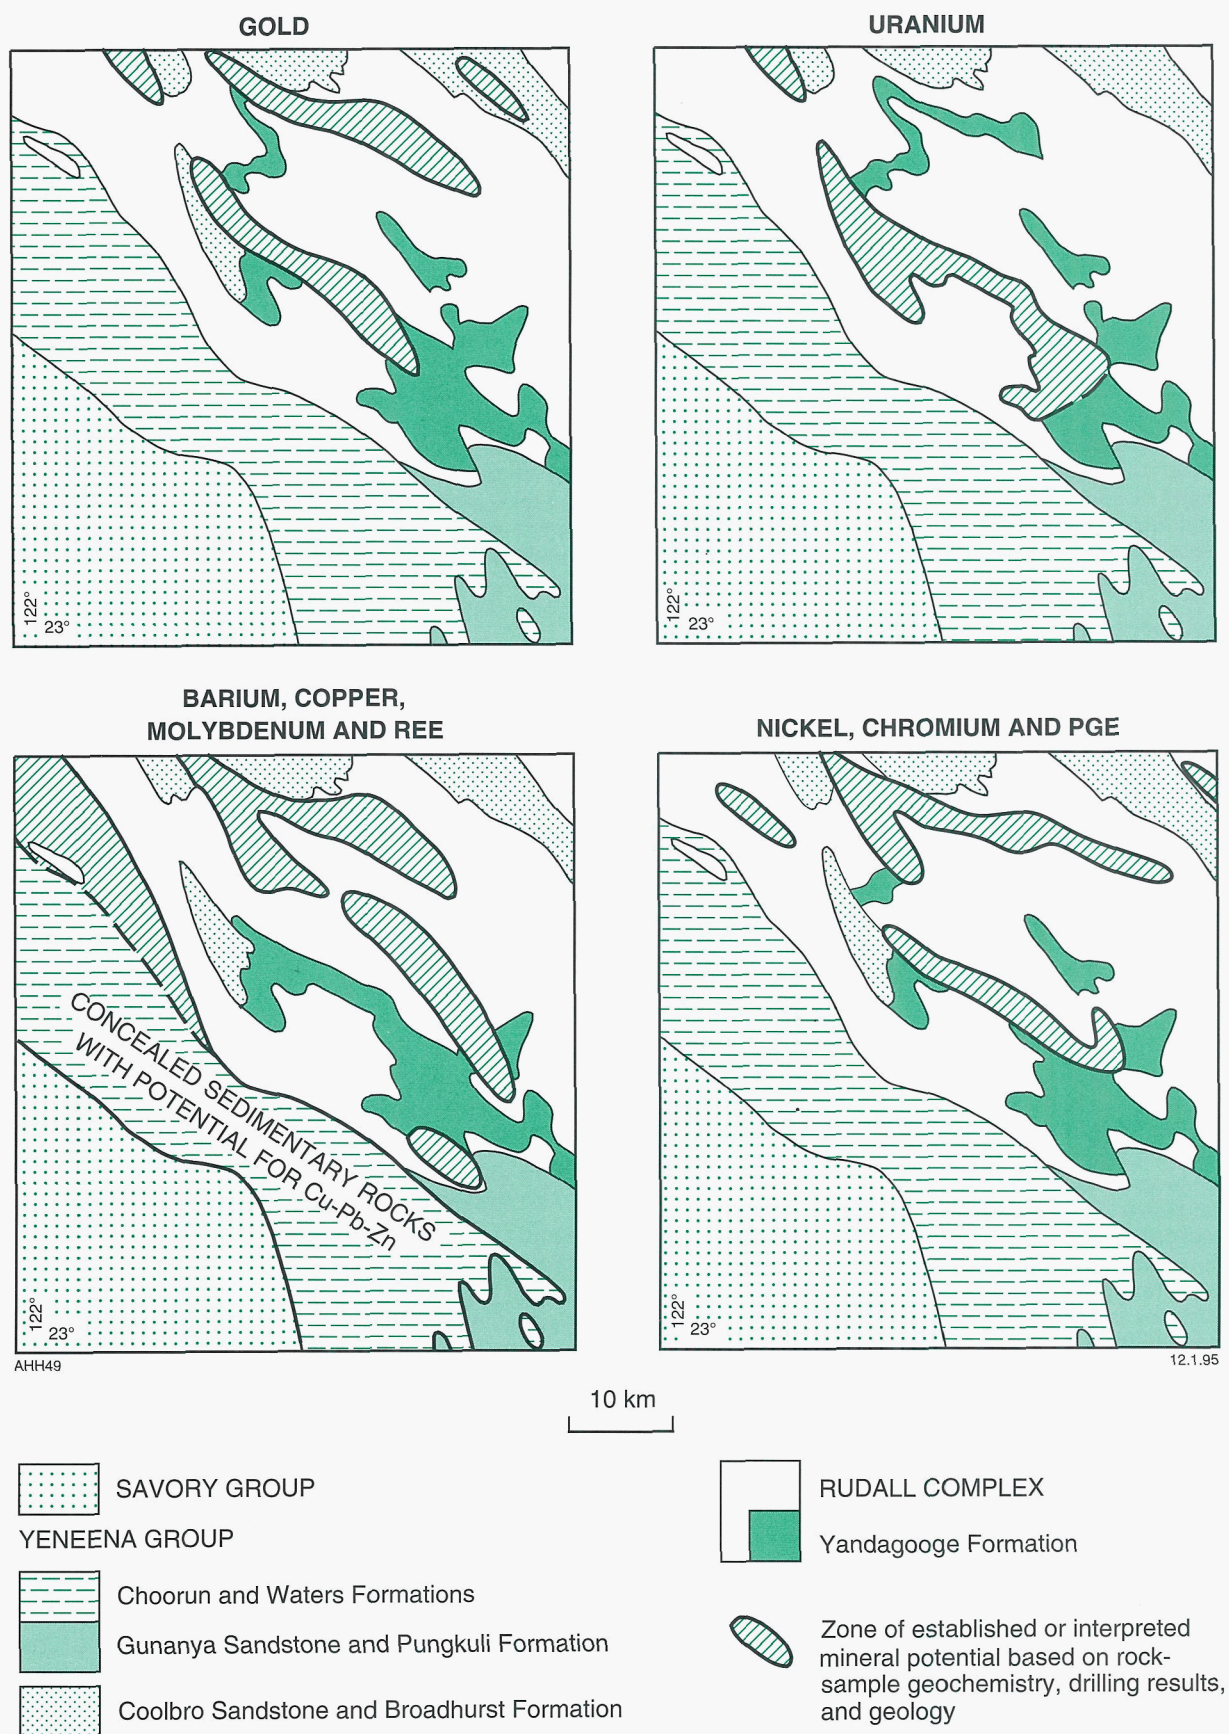 GOLD
URANIUM
122°
23°
122°
23°
BARIUM, COPPER,
MOLYBDENUM AND REE
NICKEL, CHROMIUM AND PGE
CONCEALED SEDIMENTARY ROCKS
WITH POTENTIAL FOR Cu-Pb-Zn
122°
23°
122°
23°
AHH49
12.1.95
10 km
SAVORY GROUP
YENEENA GROUP
Choorun and Waters Formations
Gunanya Sandstone and Pungkuli Formation
Coolbro Sandstone and Broadhurst Formation
RUDALL COMPLEX
Yandagooge Formation
Zone of established or interpreted
mineral potential based on rock-
sample geochemistry, drilling results,
and geology